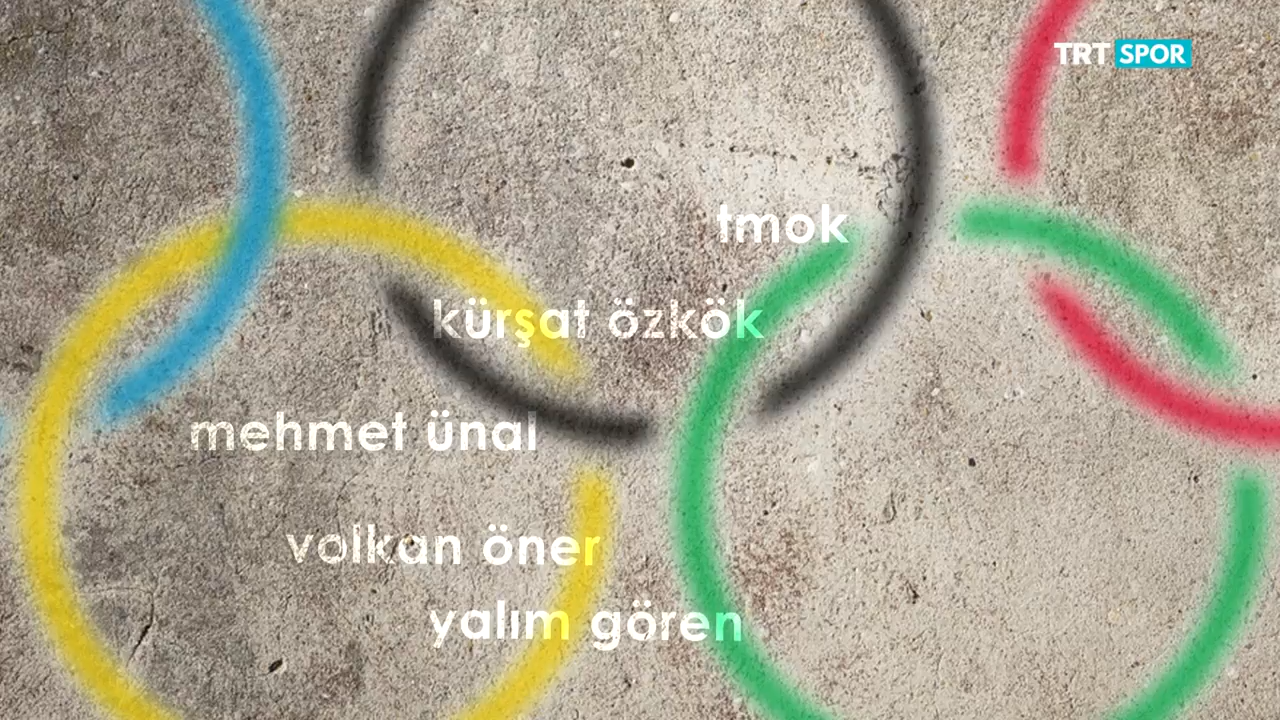 TRT SPOR
tmok
kürşat özkök
mehmet ünal
volkan öner
yalım gören